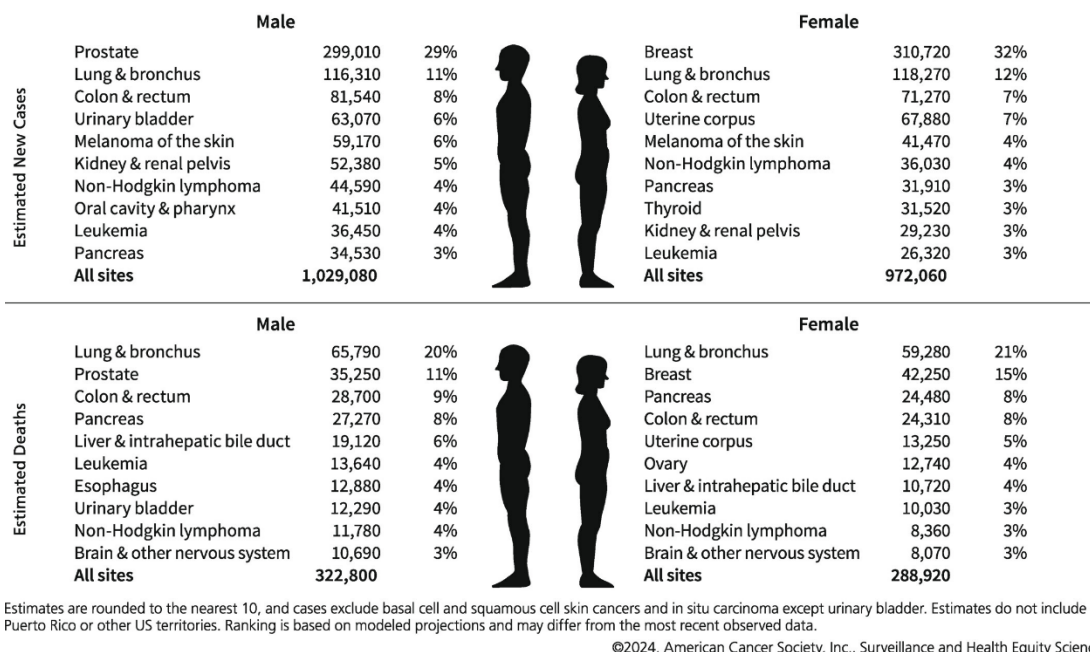 Male Female
Estimated New Cases
Prostate 299,010 29% Breast 310,720 32%
Lung & bronchus 116,310 11% Lung & bronchus 118,270 12%
Colon & rectum 81,540 8% Colon & rectum 71,270 7%
Urinary bladder 63,070 6% Uterine corpus 67,880 7%
Melanoma of the skin 59,170 6% Melanoma of the skin 41,470 4%
Kidney & renal pelvis 52,380 5% Non-Hodgkin lymphoma 36,030 4%
Non-Hodgkin lymphoma 44,590 4% Pancreas 31,910 3%
Oral cavity & pharynx 41,510 4% Thyroid 31,520 3%
Leukemia 36,450 4% Kidney & renal pelvis 29,230 3%
Pancreas 34,530 3% Leukemia 26,320 3%
All sites 1,029,080 All sites 972,060
Male Female
Estimated Deaths
Lung & bronchus 65,790 20% Lung & bronchus 59,280 21%
Prostate 35,250 11% Breast 42,250 15%
Colon & rectum 28,700 9% Pancreas 24,480 8%
Pancreas 27,270 8% Colon & rectum 24,310 8%
Liver & intrahepatic bile duct 19,120 6% Uterine corpus 13,250 5%
Leukemia 13,640 4% Ovary 12,740 4%
Esophagus 12,880 4% Liver & intrahepatic bile duct 10,720 4%
Urinary bladder 12,290 4% Leukemia 10,030 3%
Non-Hodgkin lymphoma 11,780 4% Non-Hodgkin lymphoma 8,360 3%
Brain & other nervous system 10,690 3% Brain & other nervous system 8,070 3%
All sites 322,800 All sites 288,920
Estimates are rounded to the nearest 10, and cases exclude basal cell and squamous cell skin cancers and in situ carcinoma except urinary bladder. Estimates do not include
Puerto Rico or other US territories. Ranking is based on modeled projections and may differ from the most recent observed data.
©2024, American Cancer Society, Inc., Surveillance and Health Equity Scienc